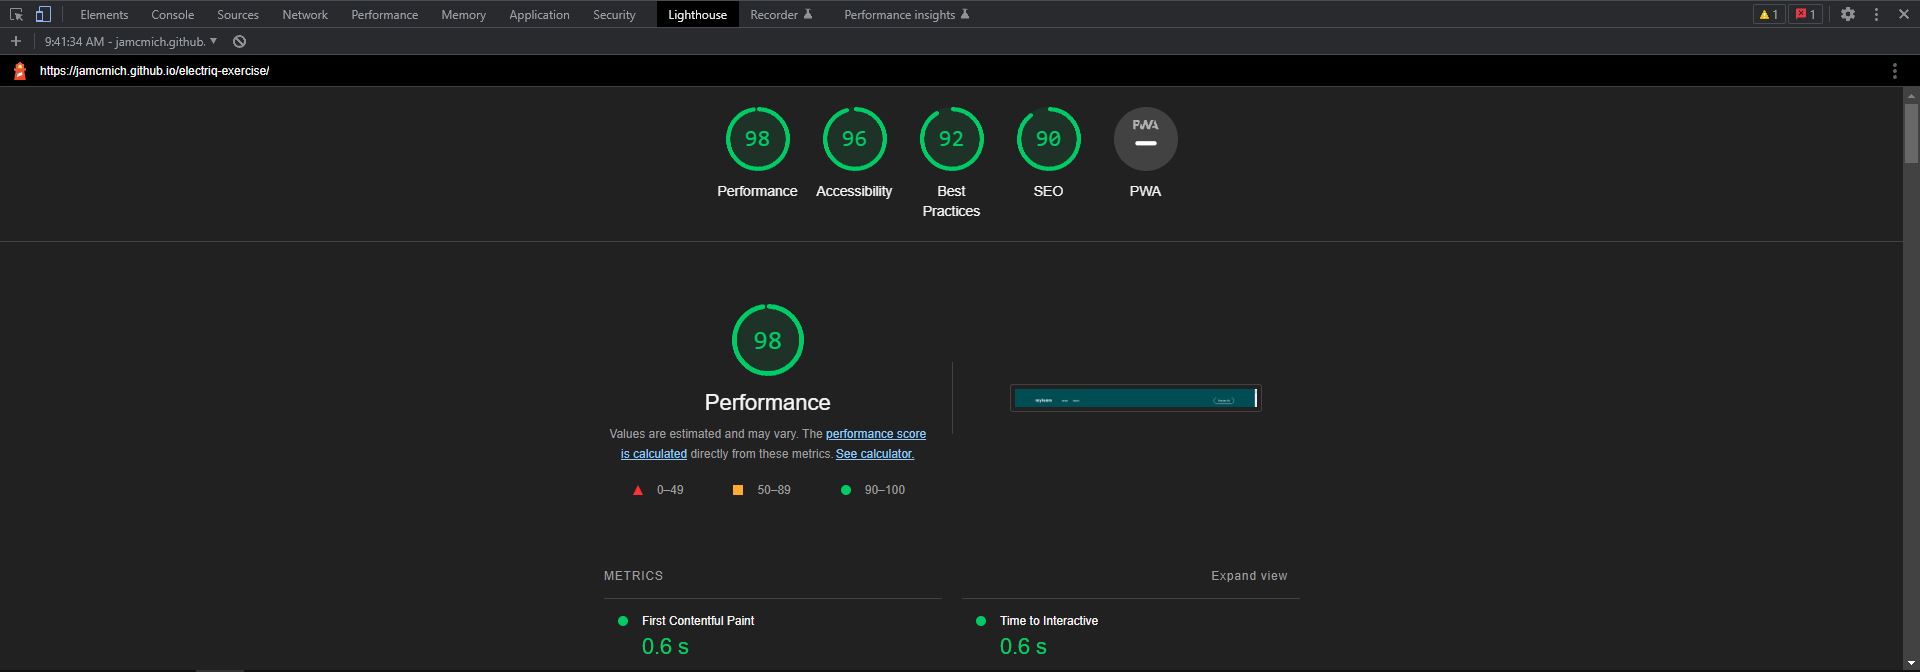 Elements Console Sources Network Performance Memory Application Security Lighthouse Recorder Performance insights 1 1
9:41:34 AM - jamcmich.github.
https://jamcmich.github.io/electriq-exercise/
98 96 92 90 PWA
Performance Accessibility Best Practices SEO PWA
98
Performance
Values are estimated and may vary. The performance score
is calculated directly from these metrics. See calculator.
0–49 50–89 90–100
METRICS Expand view
First Contentful Paint Time to Interactive
0.6 s 0.6 s